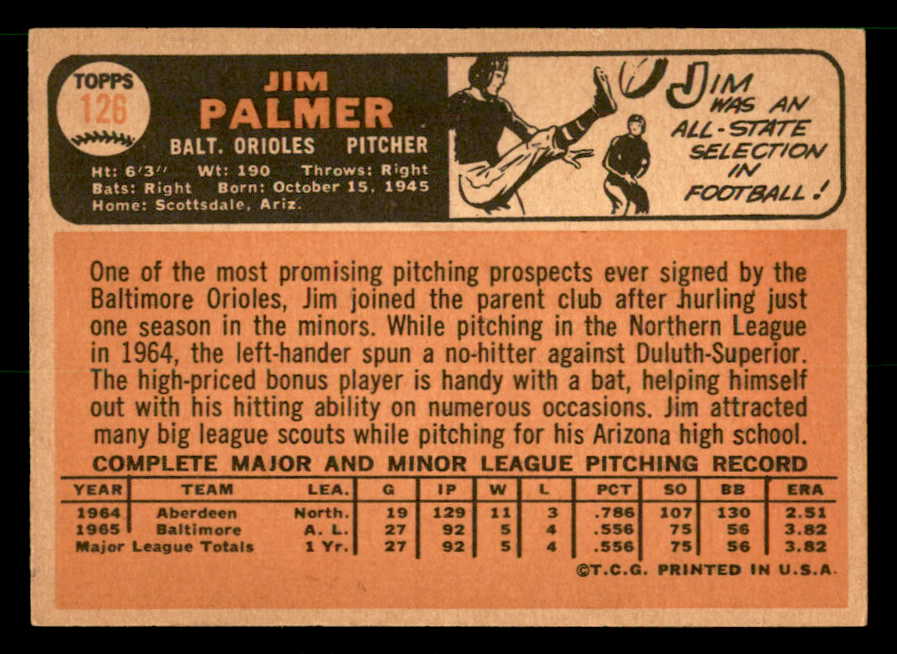 TOPPS
126
JIM
PALMER
BALT. ORIOLES PITCHER
Ht: 6'3" Wt: 190 Throws: Right
Bats: Right Born: October 15, 1945
Home: Scottsdale, Ariz.
JIM
WAS AN
ALL-STATE
SELECTION
IN
FOOTBALL!
One of the most promising pitching prospects ever signed by the
Baltimore Orioles, Jim joined the parent club after hurling just
one season in the minors. While pitching in the Northern League
in 1964, the left-hander spun a no-hitter against Duluth-Superior.
The high-priced bonus player is handy with a bat, helping himself
out with his hitting ability on numerous occasions. Jim attracted
many big league scouts while pitching for his Arizona high school.
COMPLETE MAJOR AND MINOR LEAGUE PITCHING RECORD
YEAR TEAM LEA. G IP W L PCT SO BB ERA
1964 Aberdeen North. 19 129 11 3 .786 107 130 2.51
1965 Baltimore A. L. 27 92 5 4 .556 75 56 3.82
Major League Totals 1 Yr. 27 92 5 4 .556 75 56 3.82
©T.C.G. PRINTED IN U.S.A.